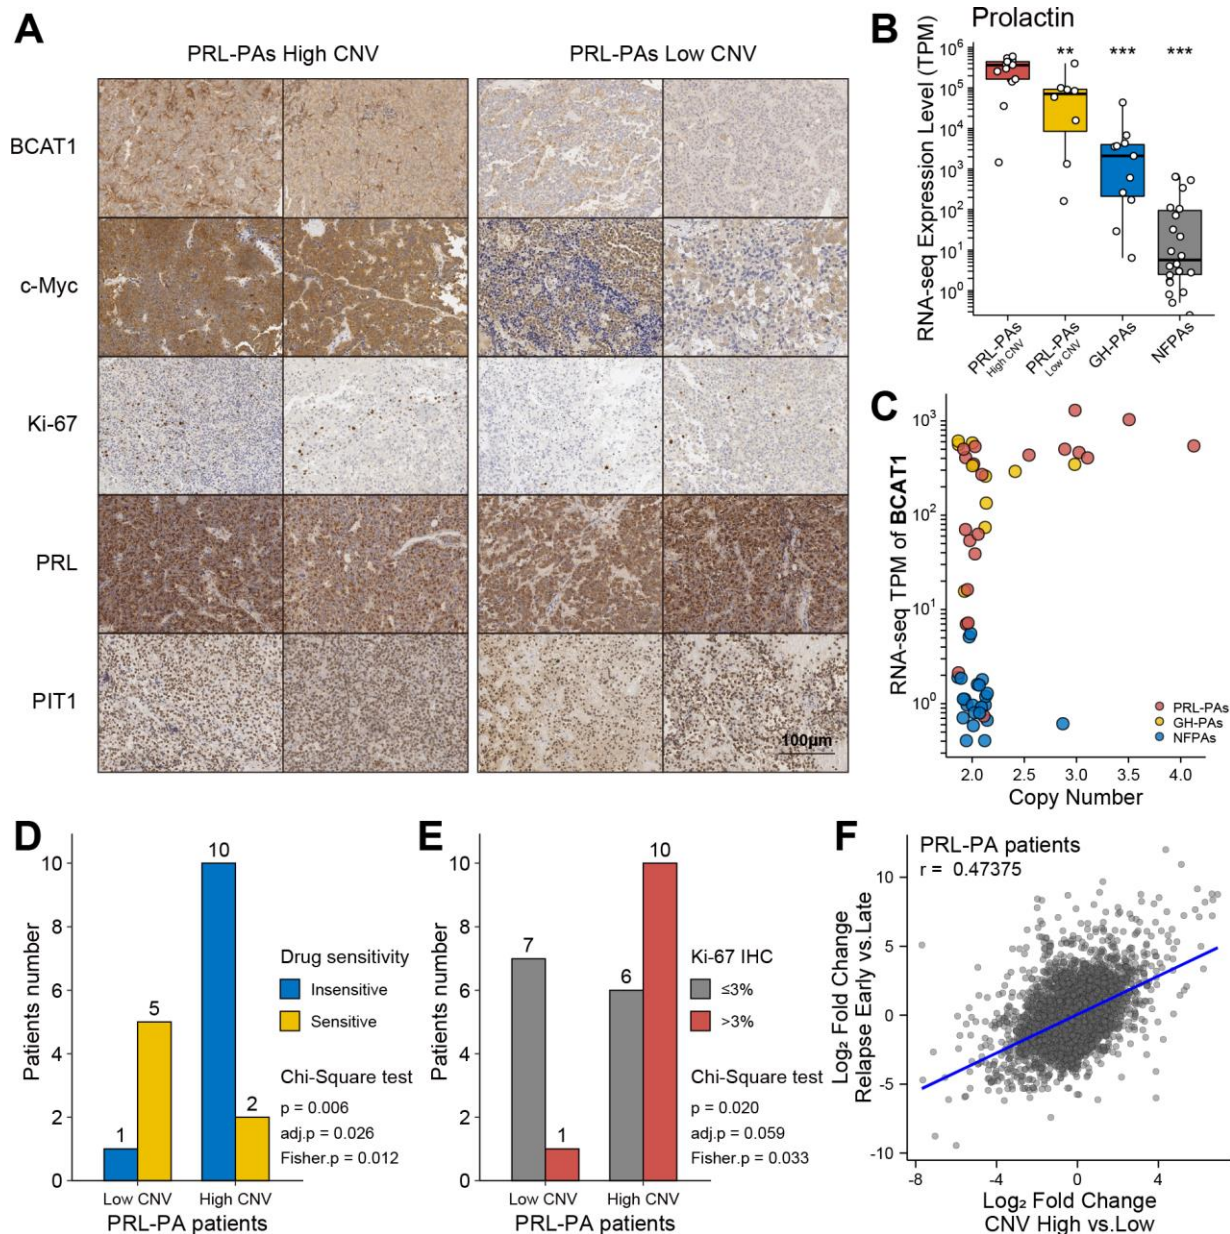 A
PRL-PAs High CNV
PRL-PAs Low CNV
BCAT1
c-Myc
Ki-67
PRL
PIT1
100μm
B
Prolactin
RNA-seq Expression Level (TPM)
10⁶
10⁵
10⁴
10³
10²
10¹
10⁰
**
***
***
PRL-PAs
High CNV
PRL-PAs
Low CNV
GH-PAs
NFPAs
C
RNA-seq TPM of BCAT1
10³
10²
10¹
10⁰
PRL-PAs
GH-PAs
NFPAs
2.0 2.5 3.0 3.5 4.0
Copy Number
D
Patients number
10
8
6
4
2
0
1
5
10
2
Low CNV High CNV
PRL-PA patients
Drug sensitivity
Insensitive
Sensitive
Chi-Square test
p = 0.006
adj.p = 0.026
Fisher.p = 0.012
E
Patients number
10
8
6
4
2
0
7
1
6
10
Low CNV High CNV
PRL-PA patients
Ki-67 IHC
≤3%
>3%
Chi-Square test
p = 0.020
adj.p = 0.059
Fisher.p = 0.033
F
PRL-PA patients
r = 0.47375
Log₂ Fold Change
Relapse Early vs.Late
10
5
0
-5
-10
-8 -4 0 4
Log₂ Fold Change
CNV High vs.Low